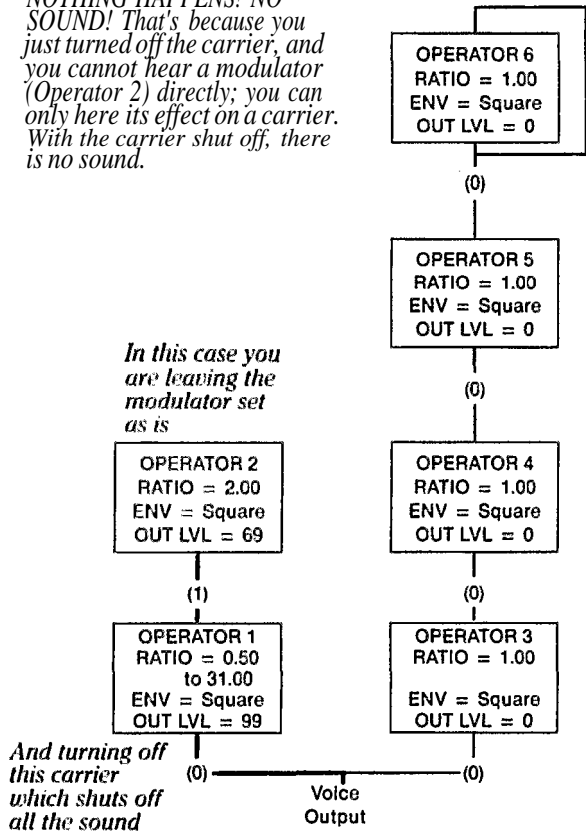 NOTHING HAPPENS! NO
SOUND! That's because you
just turned off the carrier, and
you cannot hear a modulator
(Operator 2) directly; you can
only here its effect on a carrier.
With the carrier shut off, there
is no sound.
OPERATOR 6
RATIO = 1.00
ENV = Square
OUT LVL = 0
(0)
OPERATOR 5
RATIO = 1.00
ENV = Square
OUT LVL = 0
(0)
In this case you
are leaving the
modulator set
as is
OPERATOR 2
RATIO = 2.00
ENV = Square
OUT LVL = 69
(1)
OPERATOR 4
RATIO = 1.00
ENV = Square
OUT LVL = 0
(0)
OPERATOR 1
RATIO = 0.50
to 31.00
ENV = Square
OUT LVL = 99
(0)
OPERATOR 3
RATIO = 1.00
ENV = Square
OUT LVL = 0
(0)
And turning off
this carrier
which shuts off
all the sound
Voice
Output